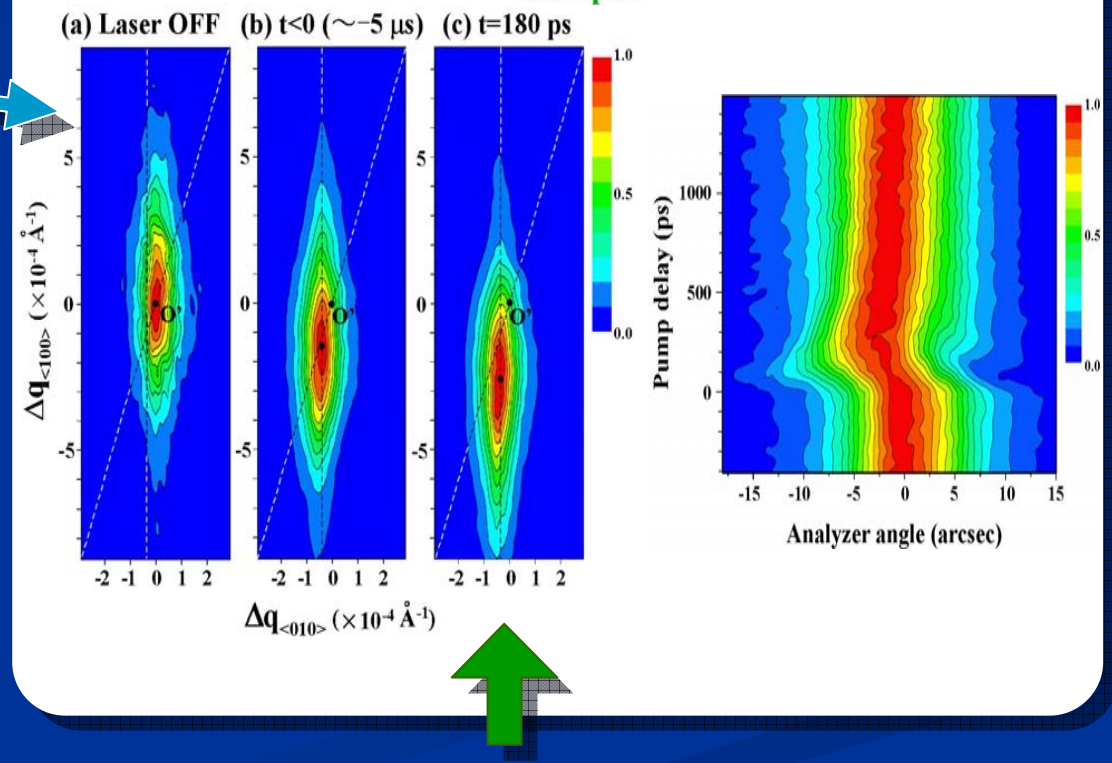 (a) Laser OFF (b) t<0 (～−5 μs) (c) t=180 ps
Δq<100> (×10⁻⁴ Å⁻¹)
5
0
-5
O'
-2 -1 0 1 2
5
0
-5
O'
-2 -1 0 1 2
5
0
-5
O'
-2 -1 0 1 2
1.0
0.5
0.0
Δq<010> (×10⁻⁴ Å⁻¹)
Pump delay (ps)
1000
500
0
-15 -10 -5 0 5 10 15
Analyzer angle (arcsec)
1.0
0.5
0.0